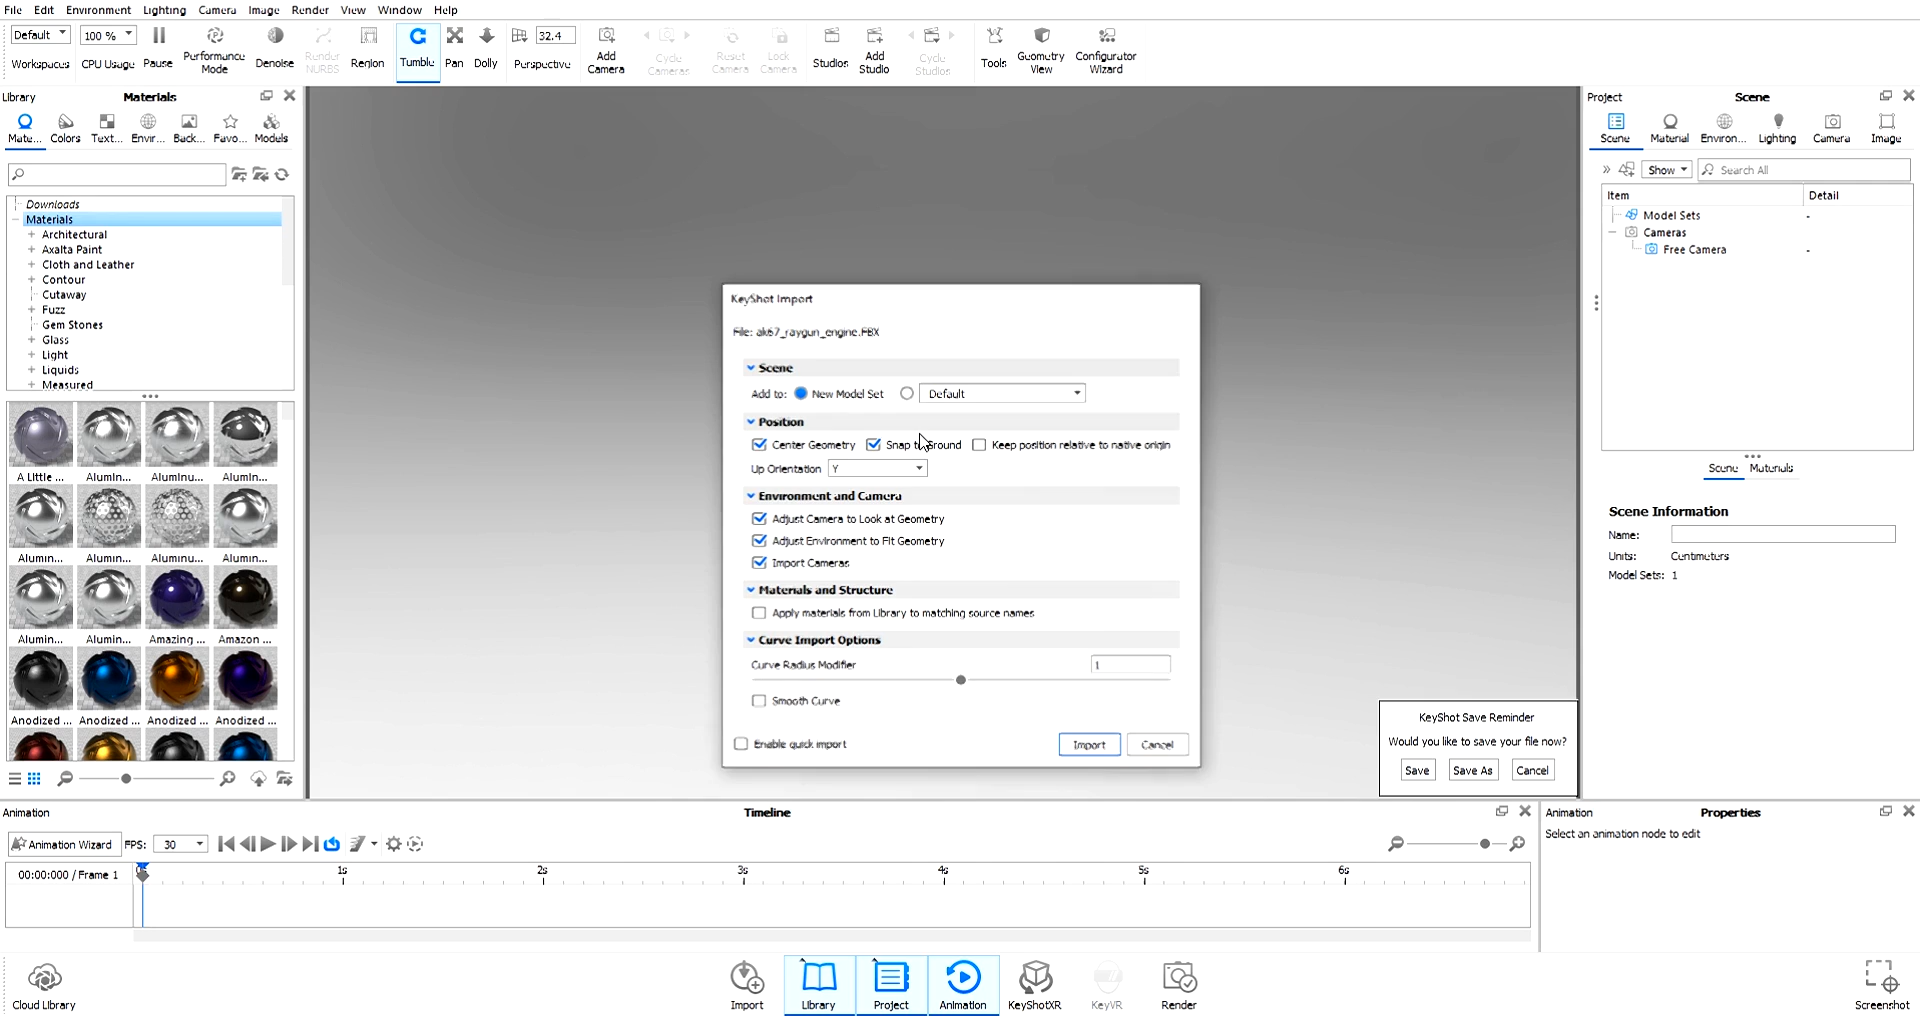 File Edit Environment Lighting Camera Image Render View Window Help
Default 100 % 32.4
Workspaces CPU Usage Pause Performance Mode Denoise Render NURBS Region Tumble Pan Dolly Perspective Add Camera Cycle Cameras Reset Camera Lock Camera Studios Add Studio Cycle Studios Tools Geometry View Configurator Wizard
Library Materials
Mate... Colors Text... Envir... Back... Favo... Models
Downloads
Materials
Architectural
Axalta Paint
Cloth and Leather
Contour
Cutaway
Fuzz
Gem Stones
Glass
Light
Liquids
Measured
A Little ... Alumin... Aluminu... Alumin...
Alumin... Alumin... Aluminu... Alumin...
Alumin... Alumin... Amazing ... Amazon ...
Anodized ... Anodized ... Anodized ... Anodized ...
KeyShot Import
File: ak67_raygun_engine.FBX
Scene
Add to: New Model Set Default
Position
Center Geometry Snap to Ground Keep position relative to native origin
Up Orientation Y
Environment and Camera
Adjust Camera to Look at Geometry
Adjust Environment to Fit Geometry
Import Cameras
Materials and Structure
Apply materials from Library to matching source names
Curve Import Options
Curve Radius Modifier 1
Smooth Curve
Enable quick import Import Cancel
Project Scene
Scene Material Environ... Lighting Camera Image
» Show Search All
Item Detail
Model Sets -
Cameras
Free Camera -
Scene Materials
Scene Information
Name:
Units: Centimeters
Model Sets: 1
KeyShot Save Reminder
Would you like to save your file now?
Save Save As Cancel
Animation Timeline
Animation Wizard FPS: 30
00:00:000 / Frame 1 1s 2s 3s 4s 5s 6s
Animation Properties
Select an animation node to edit
Cloud Library Import Library Project Animation KeyShotXR KeyVR Render Screenshot